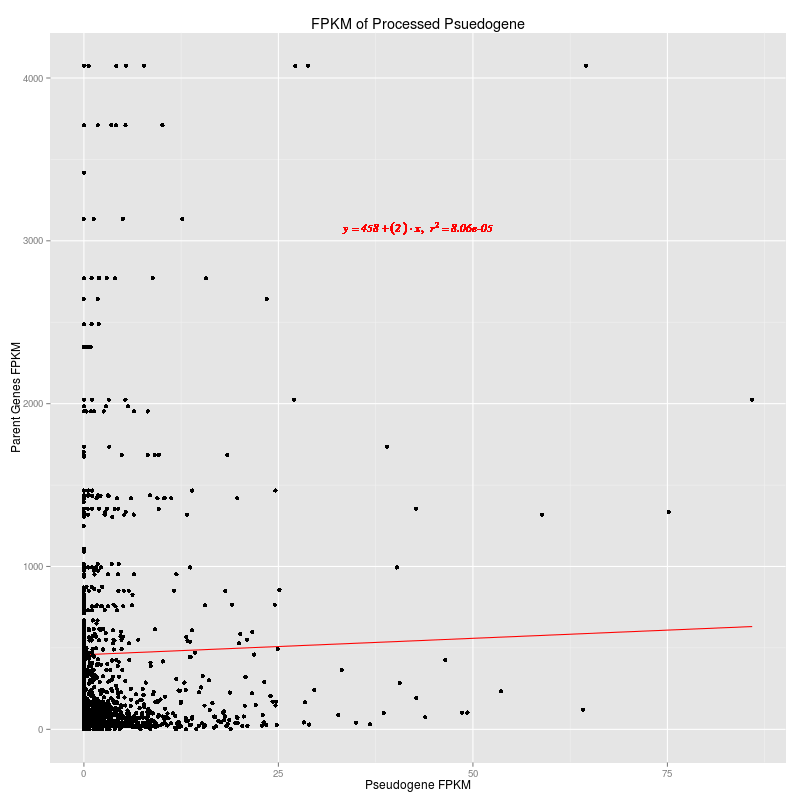 FPKM of Processed Psuedogene
4000
3000
2000
1000
0
Parent Genes FPKM
y = 458 + (2) · x, r² = 8.06e-05
0 25 50 75
Pseudogene FPKM